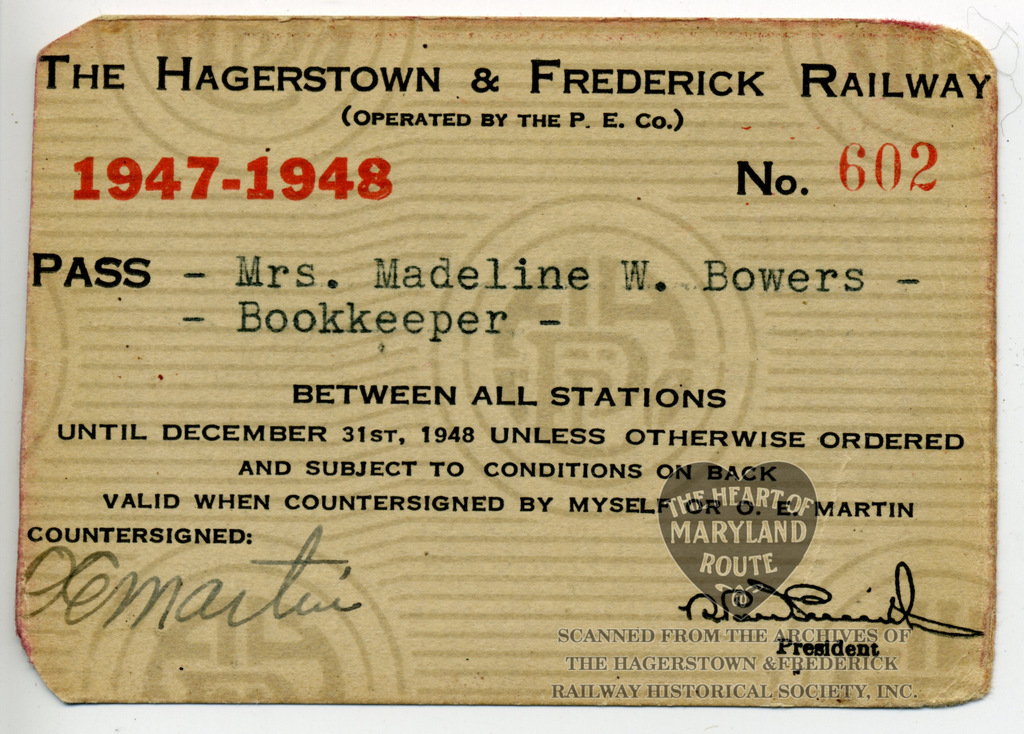 THE HAGERSTOWN & FREDERICK RAILWAY
(OPERATED BY THE P. E. CO.)
1947-1948 No. 602
PASS - Mrs. Madeline W. Bowers -
- Bookkeeper -
BETWEEN ALL STATIONS
UNTIL DECEMBER 31ST, 1948 UNLESS OTHERWISE ORDERED
AND SUBJECT TO CONDITIONS ON BACK
VALID WHEN COUNTERSIGNED BY MYSELF OR O. E. MARTIN
COUNTERSIGNED:
OE Martin
THE HEART OF
MARYLAND
ROUTE
President
SCANNED FROM THE ARCHIVES OF
THE HAGERSTOWN & FREDERICK
RAILWAY HISTORICAL SOCIETY, INC.